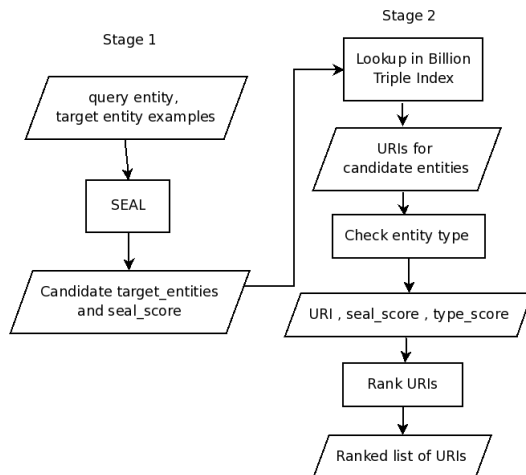 Stage 1
query entity,
target entity examples
SEAL
Candidate target_entities
and seal_score
Stage 2
Lookup in Billion
Triple Index
URIs for
candidate entities
Check entity type
URI , seal_score , type_score
Rank URIs
Ranked list of URIs